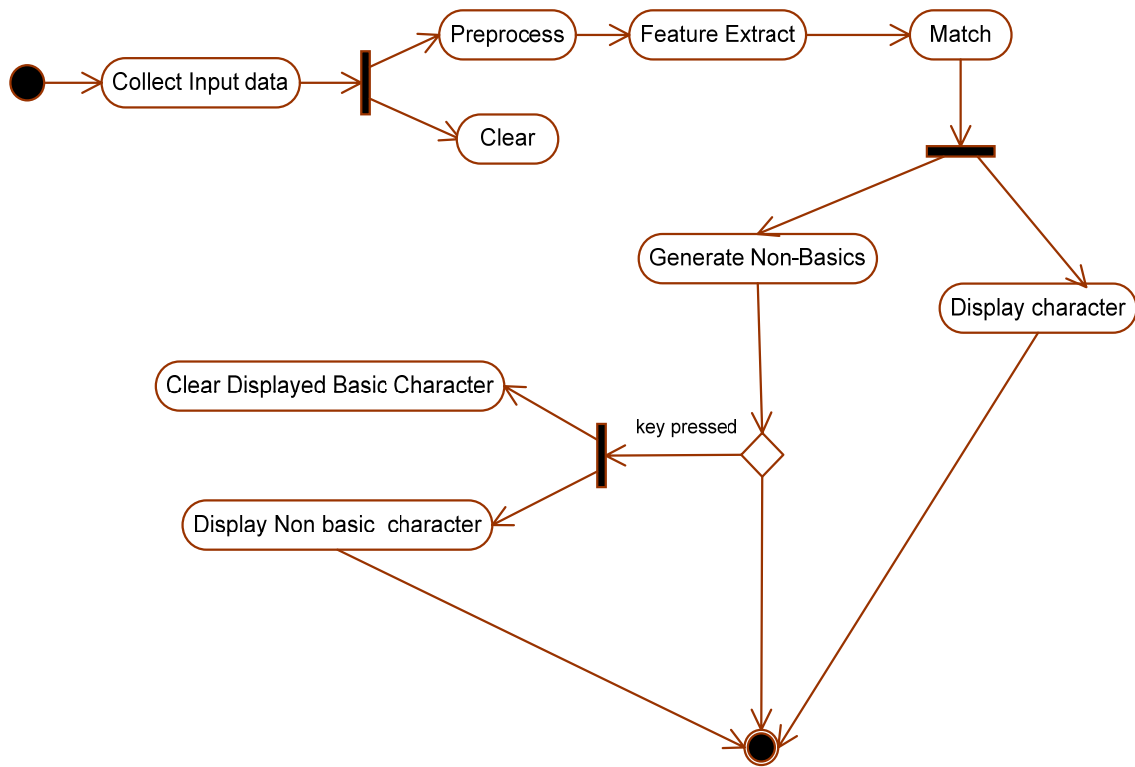 Preprocess
Feature Extract
Match
Collect Input data
Clear
Generate Non-Basics
Display character
Clear Displayed Basic Character
key pressed
Display Non basic  character